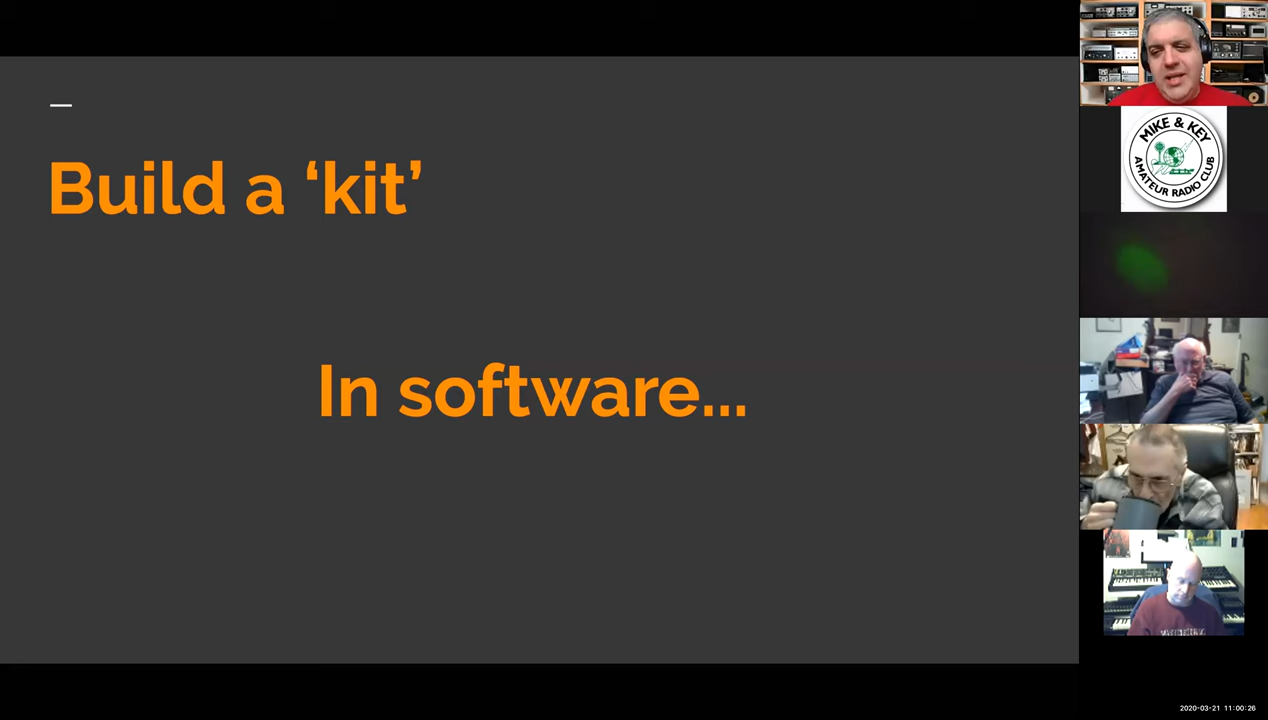 Build a ‘kit’
In software...
MIKE & KEY
AMATEUR RADIO CLUB
2020-03-21 11:00:26